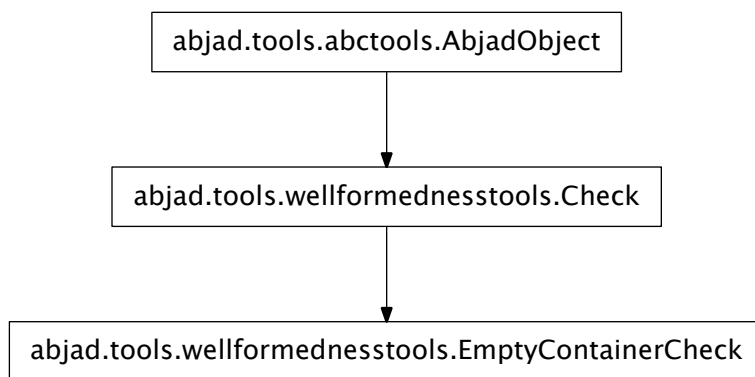 abjad.tools.abctools.AbjadObject
abjad.tools.wellformednesstools.Check
abjad.tools.wellformednesstools.EmptyContainerCheck